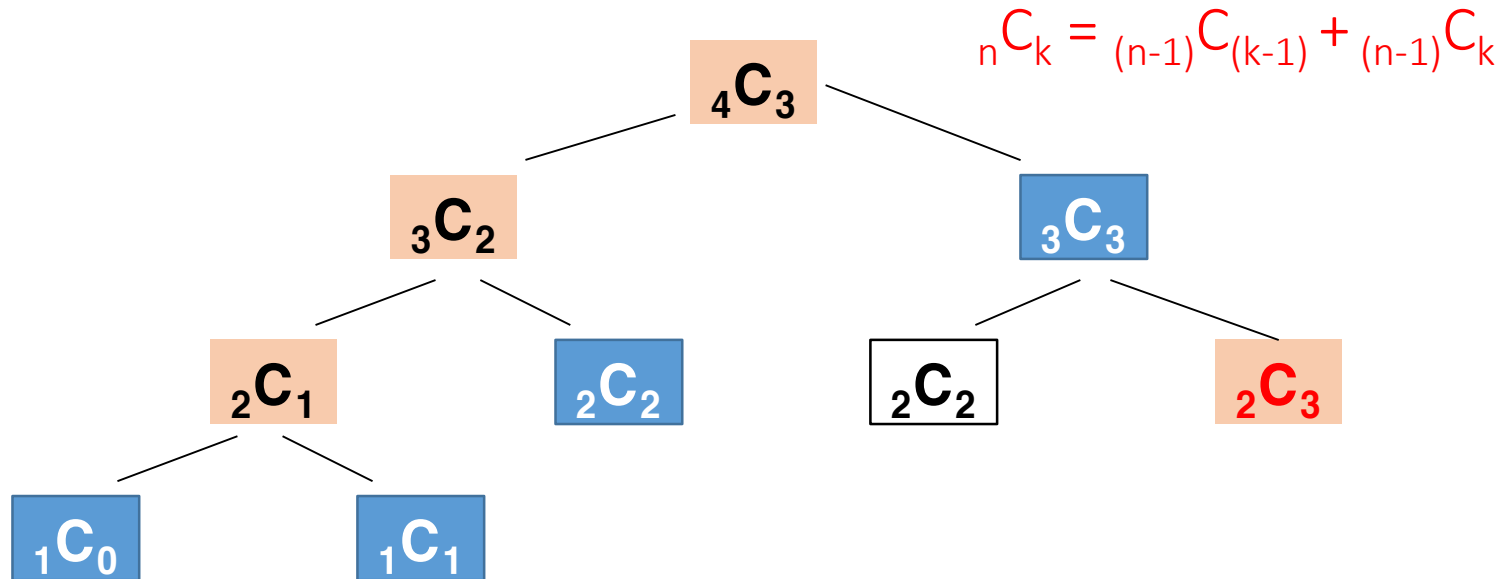 ₙCₖ = ₍ₙ₋₁₎C₍ₖ₋₁₎ + ₍ₙ₋₁₎Cₖ
₄C₃
₃C₂ ₃C₃
₂C₁ ₂C₂ ₂C₂ ₂C₃
₁C₀ ₁C₁